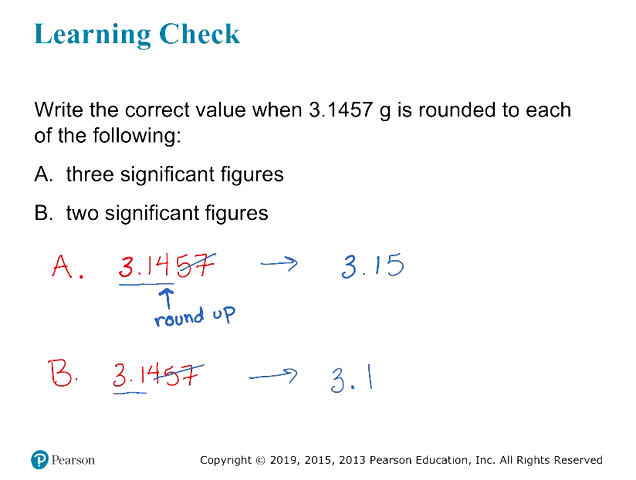 Learning Check
Write the correct value when 3.1457 g is rounded to each
of the following:
A. three significant figures
B. two significant figures
A. 3.1457 → 3.15
↑
round up
B. 3.1457 → 3.1
Pearson
Copyright © 2019, 2015, 2013 Pearson Education, Inc. All Rights Reserved